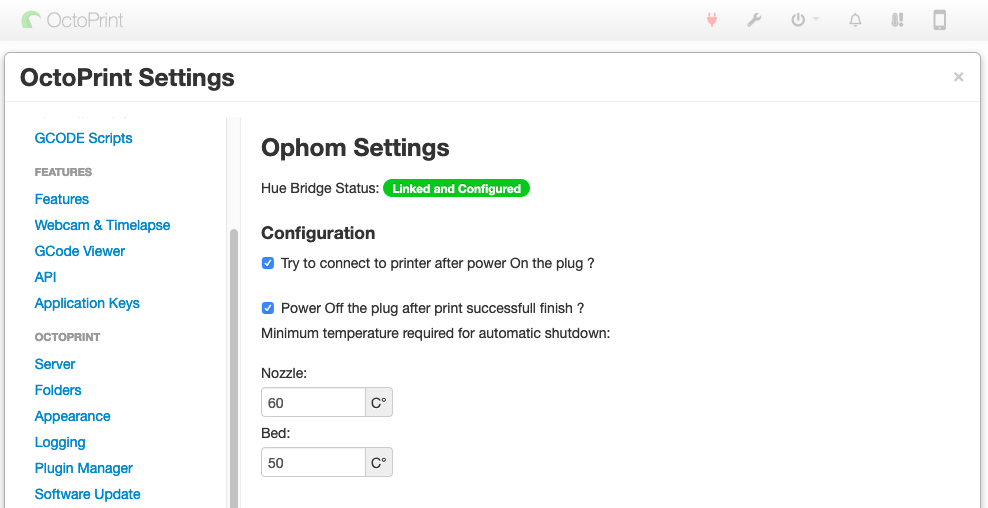 OctoPrint
OctoPrint Settings
×
GCODE Scripts
FEATURES
Features
Webcam & Timelapse
GCode Viewer
API
Application Keys
OCTOPRINT
Server
Folders
Appearance
Logging
Plugin Manager
Software Update
Ophom Settings
Hue Bridge Status: Linked and Configured
Configuration
Try to connect to printer after power On the plug ?
Power Off the plug after print successfull finish ?
Minimum temperature required for automatic shutdown:
Nozzle:
60 C°
Bed:
50 C°